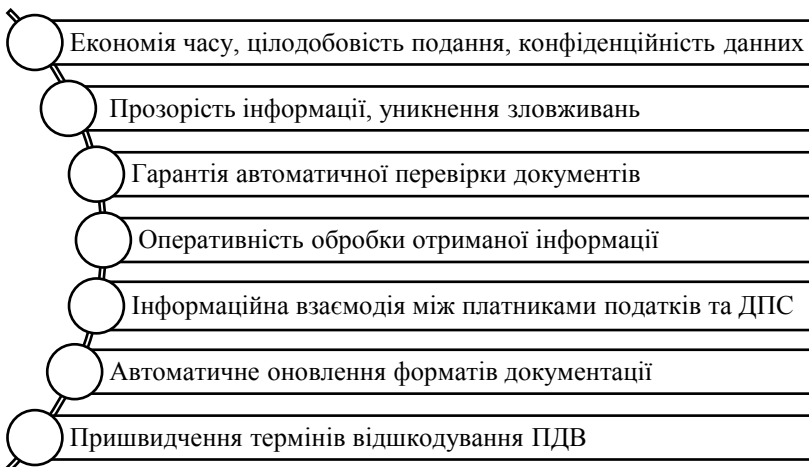 Економія часу, цілодобовість подання, конфіденційність данних
Прозорість інформації, уникнення зловживань
Гарантія автоматичної перевірки документів
Оперативність обробки отриманої інформації
Інформаційна взаємодія між платниками податків та ДПС
Автоматичне оновлення форматів документації
Пришвидчення термінів відшкодування ПДВ